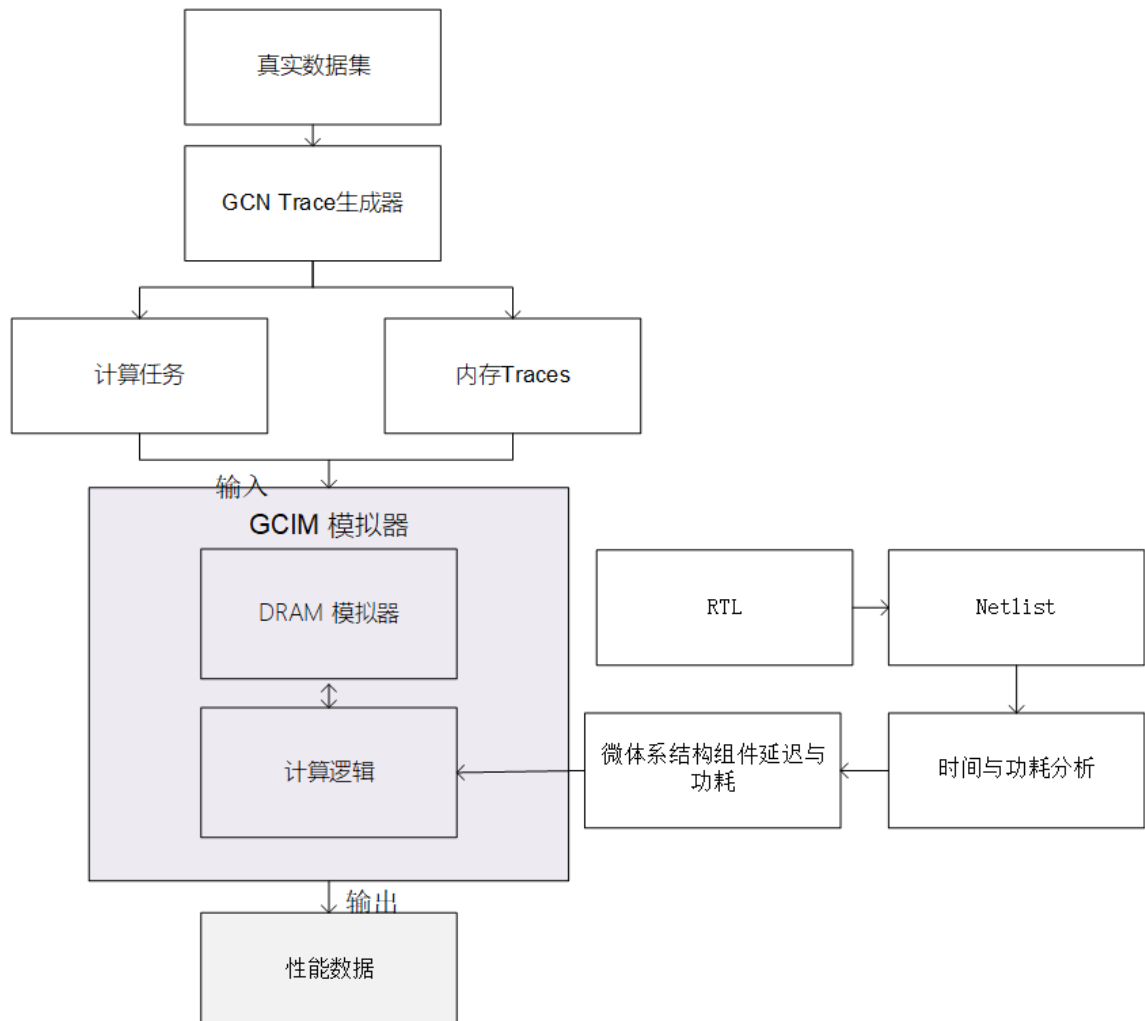 真实数据集
GCN Trace生成器
计算任务
内存Traces
输入
GCIM 模拟器
DRAM 模拟器
RTL
Netlist
计算逻辑
微体系结构组件延迟与
功耗
时间与功耗分析
输出
性能数据